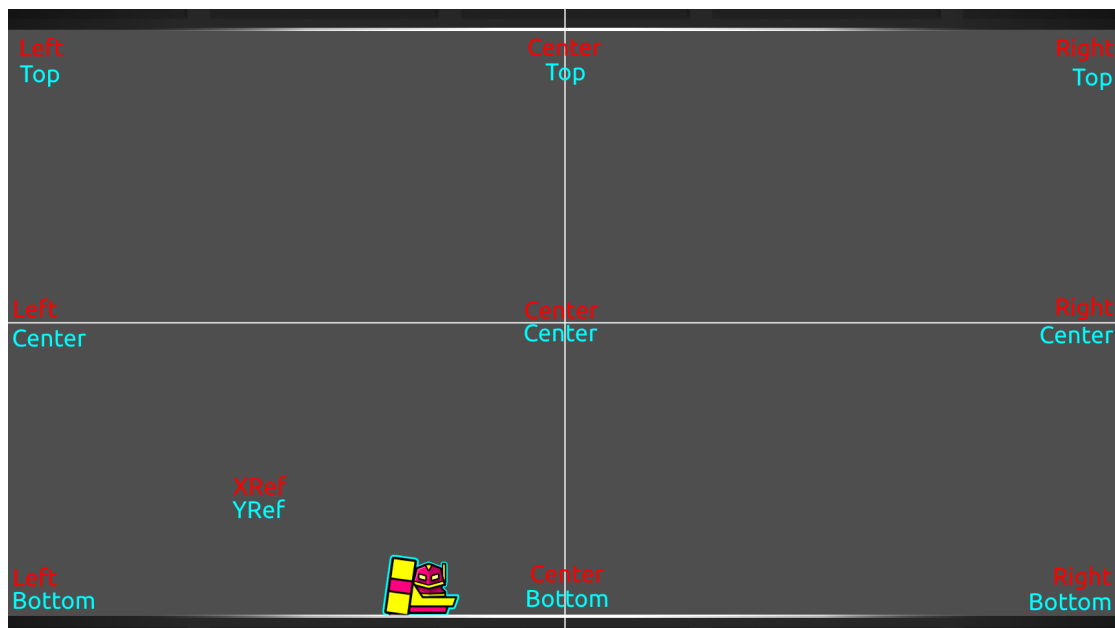 Left
Top
Center
Top
Right
Top
Left
Center
Center
Center
Right
Center
XRef
YRef
Left
Bottom
Center
Bottom
Right
Bottom